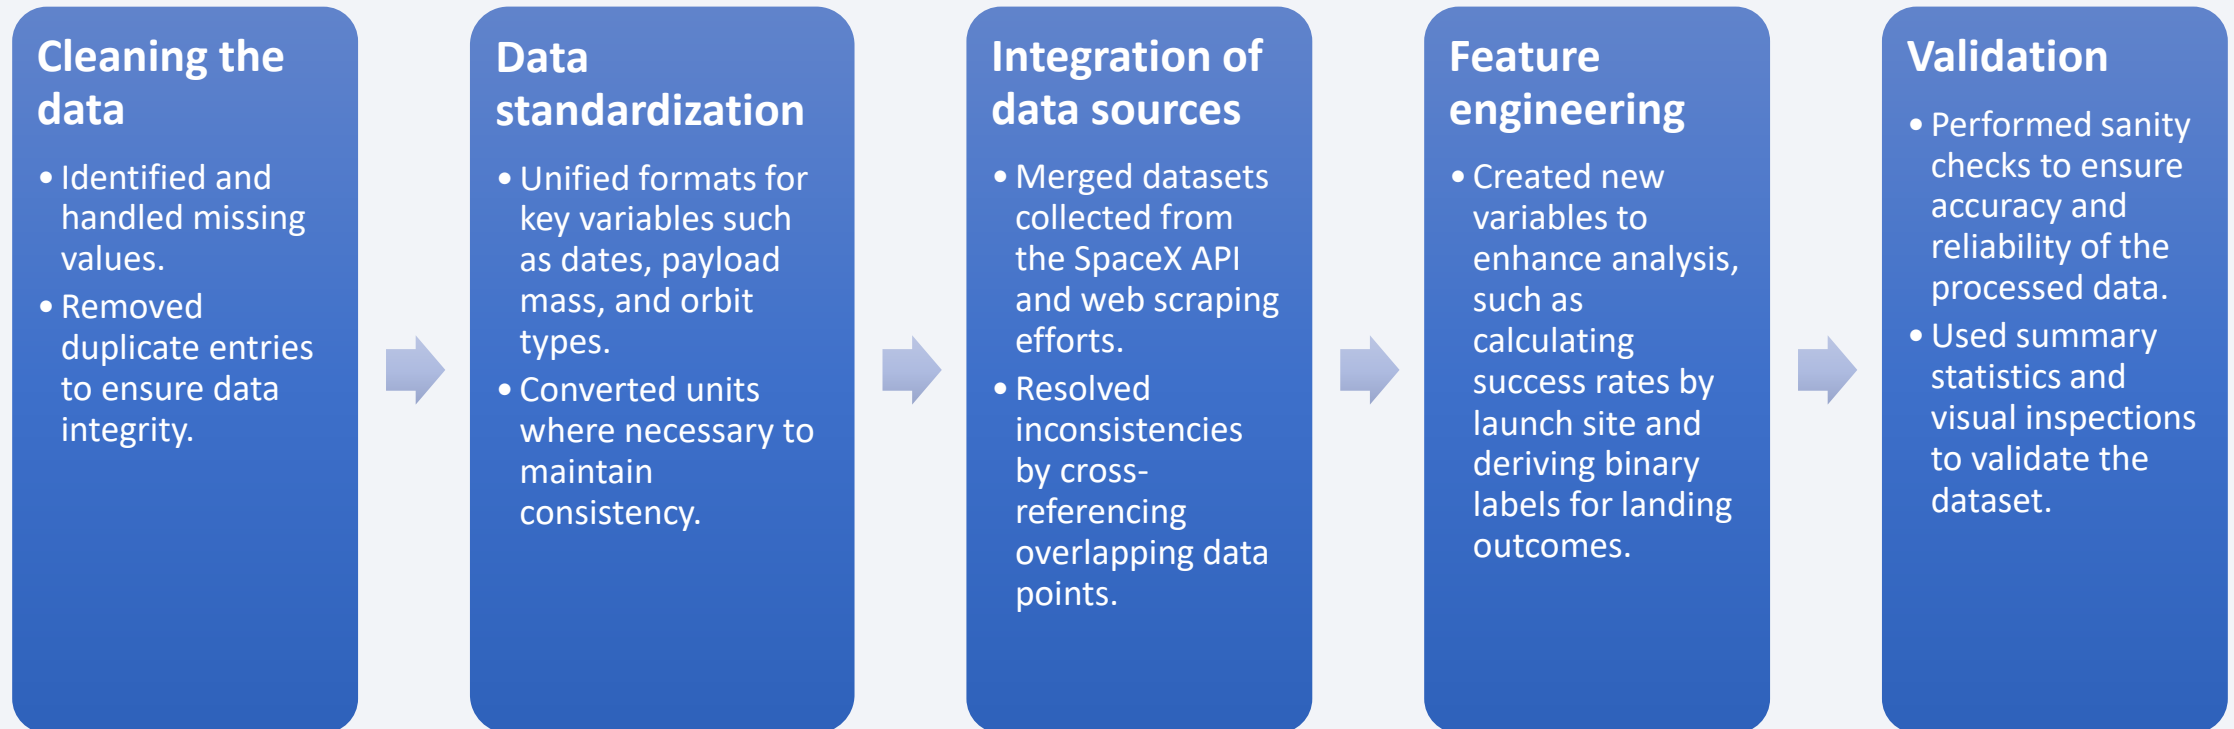 Cleaning the
data
• Identified and
handled missing
values.
• Removed
duplicate entries
to ensure data
integrity.
Data
standardization
• Unified formats for
key variables such
as dates, payload
mass, and orbit
types.
• Converted units
where necessary to
maintain
consistency.
Integration of
data sources
• Merged datasets
collected from
the SpaceX API
and web scraping
efforts.
• Resolved
inconsistencies
by cross-
referencing
overlapping data
points.
Feature
engineering
• Created new
variables to
enhance analysis,
such as
calculating
success rates by
launch site and
deriving binary
labels for landing
outcomes.
Validation
• Performed sanity
checks to ensure
accuracy and
reliability of the
processed data.
• Used summary
statistics and
visual inspections
to validate the
dataset.